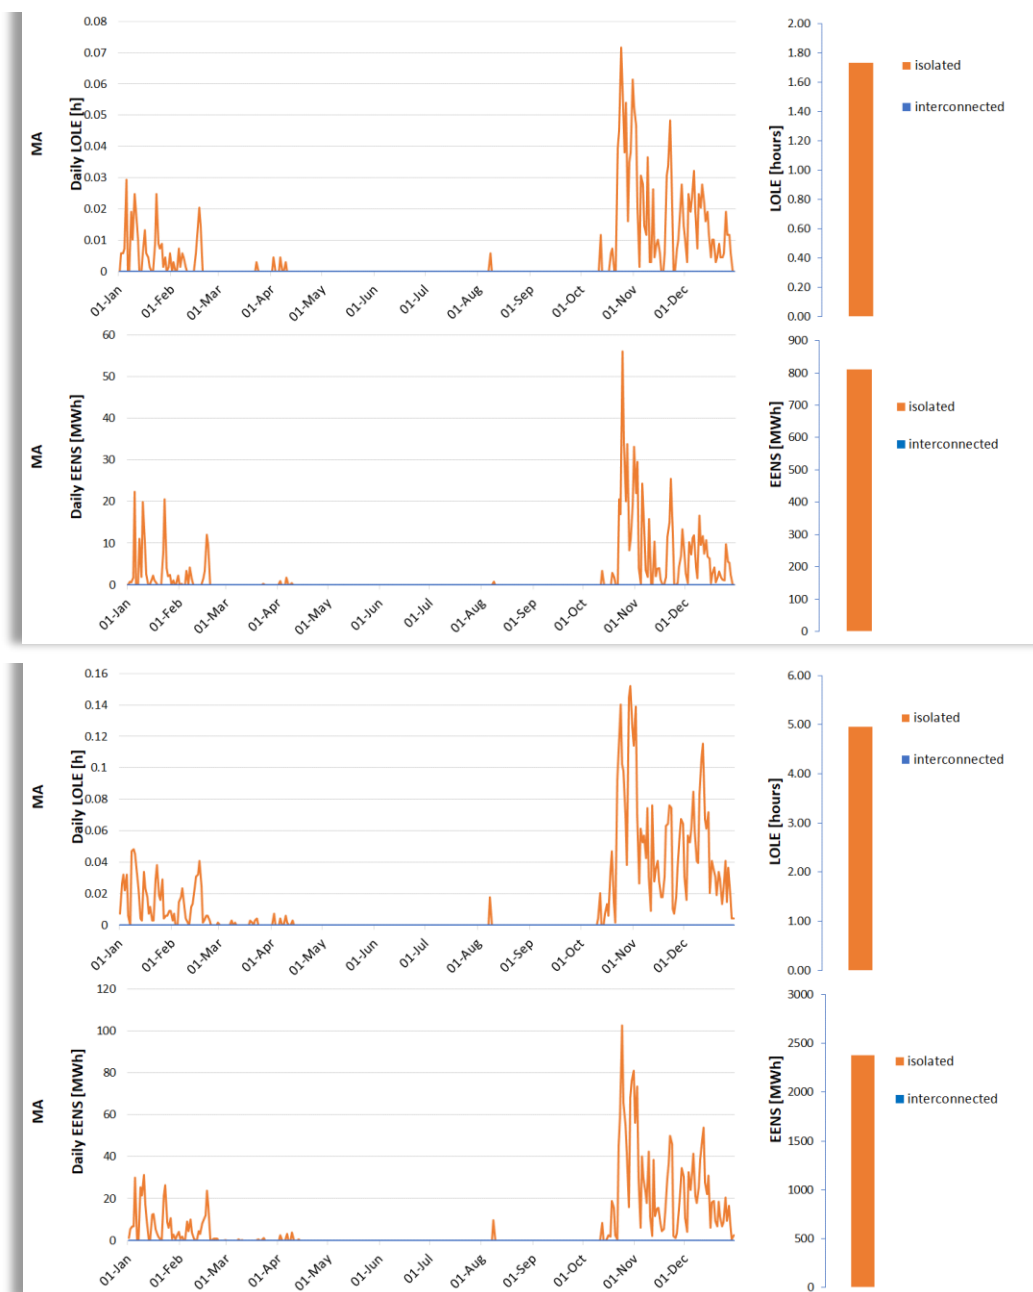 MA
Daily LOLE [h]
0.08
0.07
0.06
0.05
0.04
0.03
0.02
0.01
0
01-Jan
01-Feb
01-Mar
01-Apr
01-May
01-Jun
01-Jul
01-Aug
01-Sep
01-Oct
01-Nov
01-Dec
LOLE [hours]
2.00
1.80
1.60
1.40
1.20
1.00
0.80
0.60
0.40
0.20
0.00
isolated
interconnected
MA
Daily EENS [MWh]
60
50
40
30
20
10
0
01-Jan
01-Feb
01-Mar
01-Apr
01-May
01-Jun
01-Jul
01-Aug
01-Sep
01-Oct
01-Nov
01-Dec
EENS [MWh]
900
800
700
600
500
400
300
200
100
0
isolated
interconnected
MA
Daily LOLE [h]
0.16
0.14
0.12
0.1
0.08
0.06
0.04
0.02
0
01-Jan
01-Feb
01-Mar
01-Apr
01-May
01-Jun
01-Jul
01-Aug
01-Sep
01-Oct
01-Nov
01-Dec
LOLE [hours]
6.00
5.00
4.00
3.00
2.00
1.00
0.00
isolated
interconnected
MA
Daily EENS [MWh]
120
100
80
60
40
20
0
01-Jan
01-Feb
01-Mar
01-Apr
01-May
01-Jun
01-Jul
01-Aug
01-Sep
01-Oct
01-Nov
01-Dec
EENS [MWh]
3000
2500
2000
1500
1000
500
0
isolated
interconnected